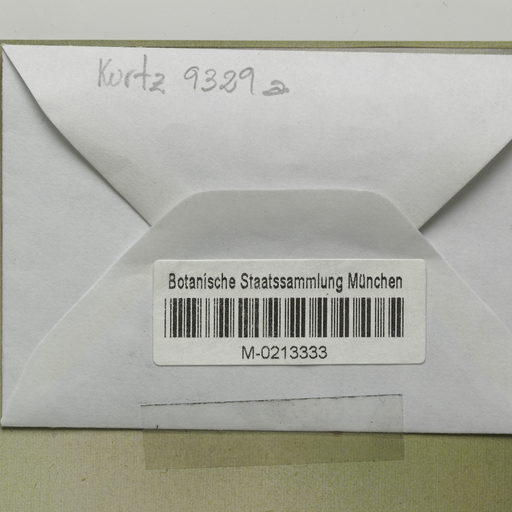 Kurtz 9329a
Botanische Staatssammlung München
M-0213333